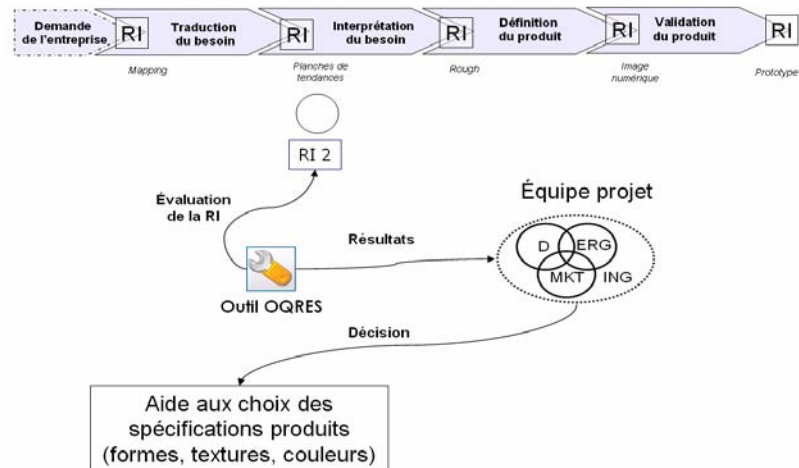 Demande
de l'entreprise
RI
Traduction
du besoin
RI
Interprétation
du besoin
RI
Définition
du produit
RI
Validation
du produit
RI
Mapping
Planches de
tendances
Rough
Image
numérique
Prototype
RI 2
Évaluation
de la RI
Résultats
Équipe projet
D
ERG
MKT
ING
Outil OQRES
Décision
Aide aux choix des
spécifications produits
(formes, textures, couleurs)